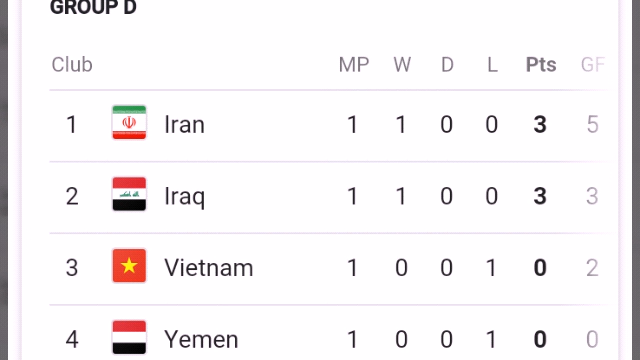 GROUP D
Club MP W D L Pts GF
1 Iran 1 1 0 0 3 5
2 Iraq 1 1 0 0 3 3
3 Vietnam 1 0 0 1 0 2
4 Yemen 1 0 0 1 0 0